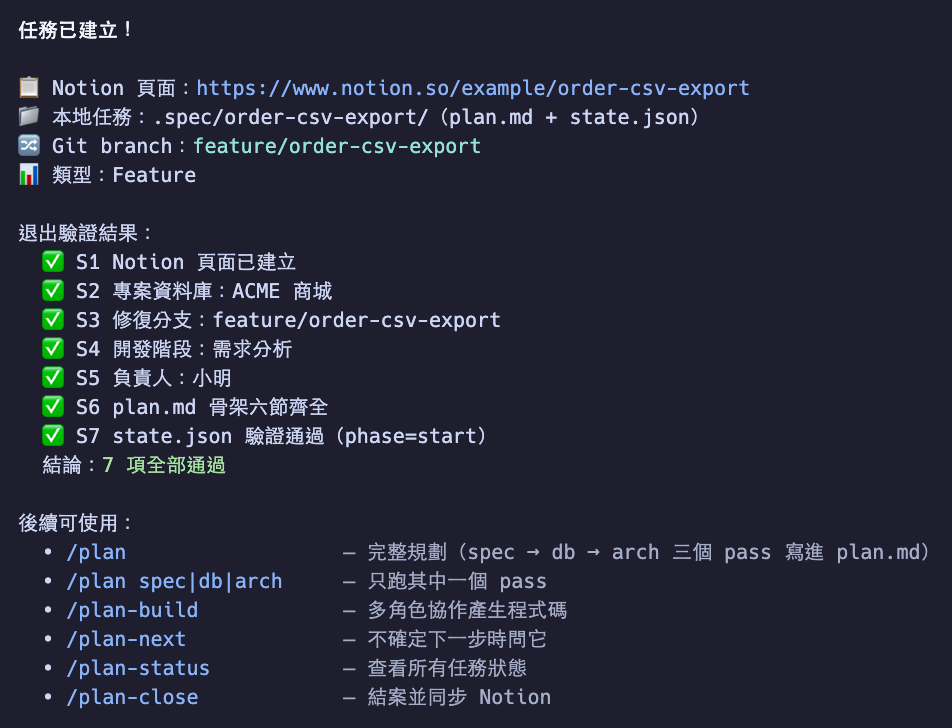 任務已建立！
📋 Notion 頁面：https://www.notion.so/example/order-csv-export
📁 本地任務：.spec/order-csv-export/（plan.md + state.json）
🔀 Git branch：feature/order-csv-export
📊 類型：Feature
退出驗證結果：
✅ S1 Notion 頁面已建立
✅ S2 專案資料庫：ACME 商城
✅ S3 修復分支：feature/order-csv-export
✅ S4 開發階段：需求分析
✅ S5 負責人：小明
✅ S6 plan.md 骨架六節齊全
✅ S7 state.json 驗證通過（phase=start）
結論：7 項全部通過
後續可使用：
• /plan — 完整規劃（spec → db → arch 三個 pass 寫進 plan.md）
• /plan spec|db|arch — 只跑其中一個 pass
• /plan-build — 多角色協作產生程式碼
• /plan-next — 不確定下一步時問它
• /plan-status — 查看所有任務狀態
• /plan-close — 結案並同步 Notion